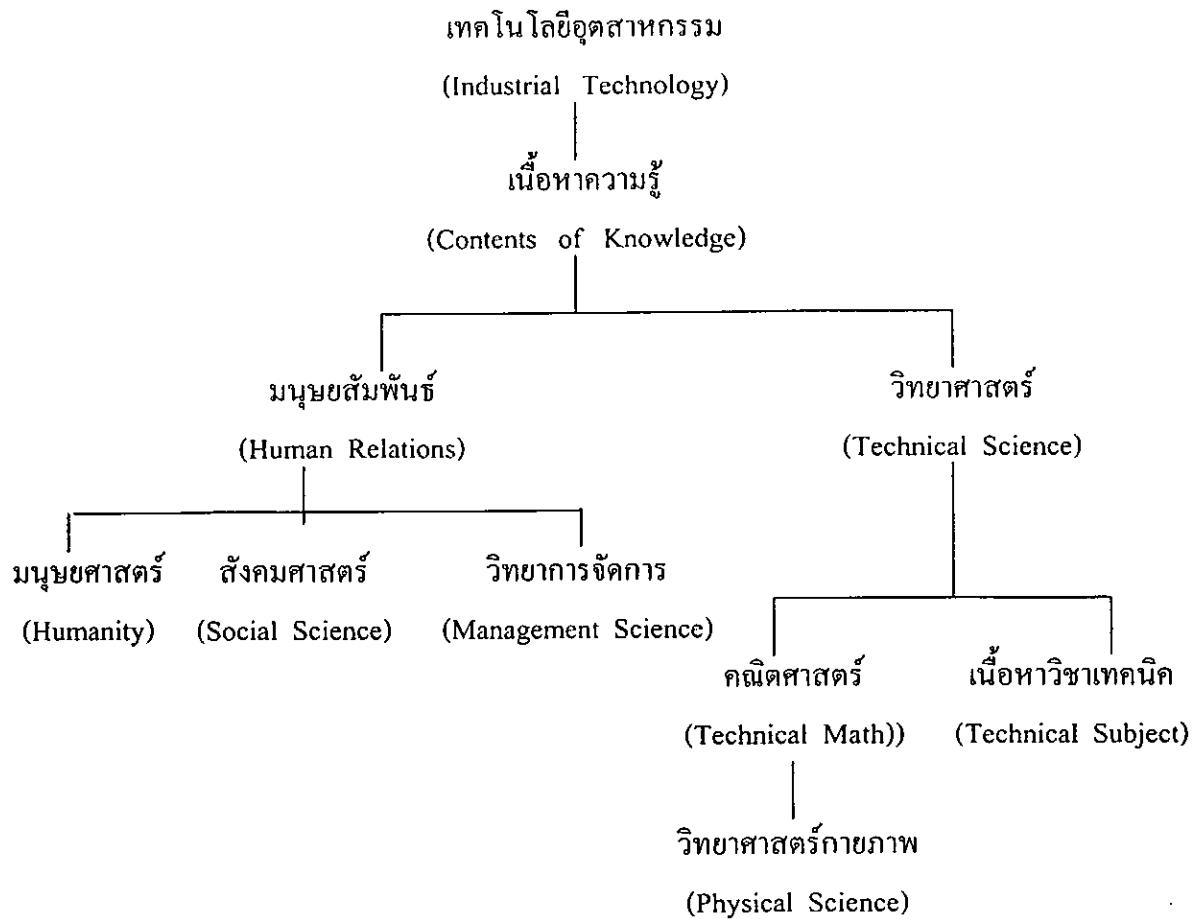 เทคโนโลยีอุตสาหกรรม
(Industrial Technology)
เนื้อหาความรู้
(Contents of Knowledge)
มนุษยสัมพันธ์ วิทยาศาสตร์
(Human Relations) (Technical Science)
มนุษยศาสตร์ สังคมศาสตร์ วิทยาการจัดการ
(Humanity) (Social Science) (Management Science)
คณิตศาสตร์ เนื้อหาวิชาเทคนิค
(Technical Math)) (Technical Subject)
วิทยาศาสตร์กายภาพ
(Physical Science)